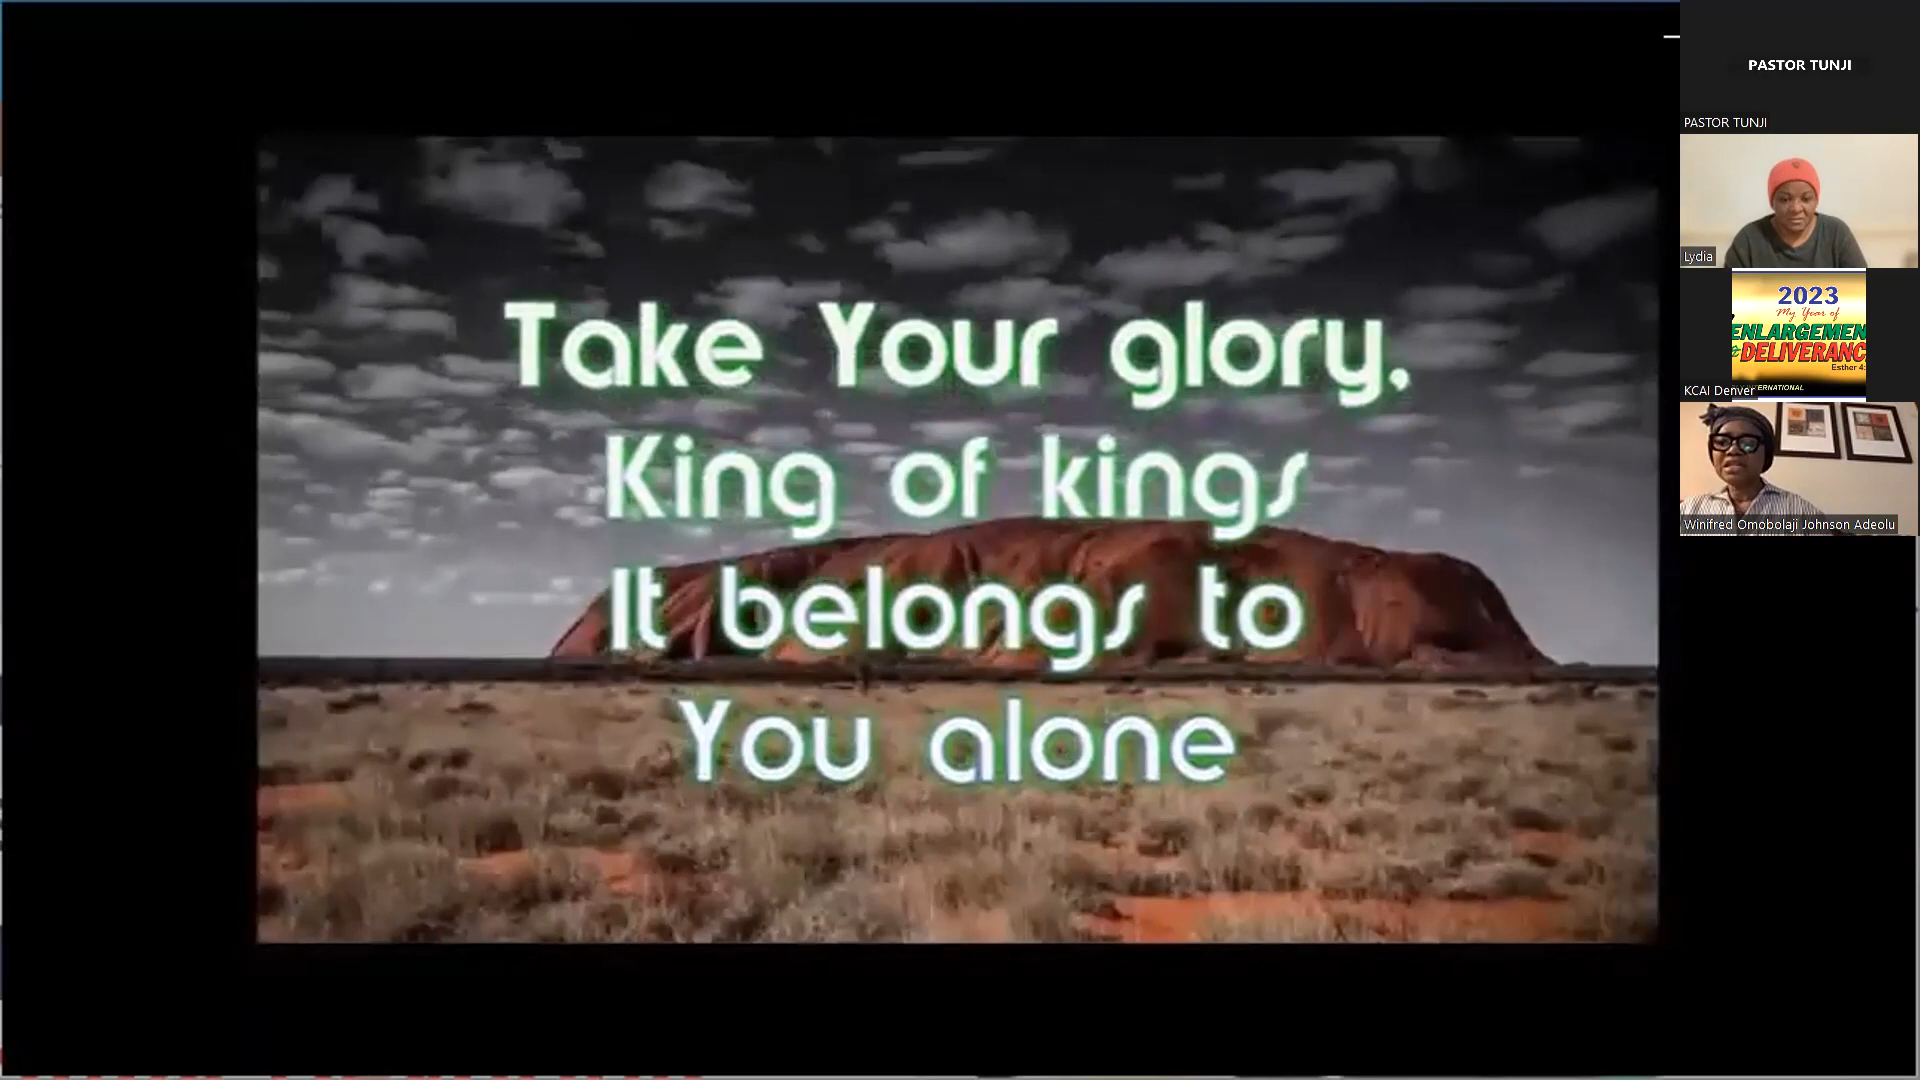 Take Your glory,
King of kings
It belongs to
You alone
PASTOR TUNJI
PASTOR TUNJI
Lydia
2023
My Year of
ENLARGEMEN
DELIVERANC
Esther 4:
ERNATIONAL
KCAI Denver
Winifred Omobolaji Johnson Adeolu